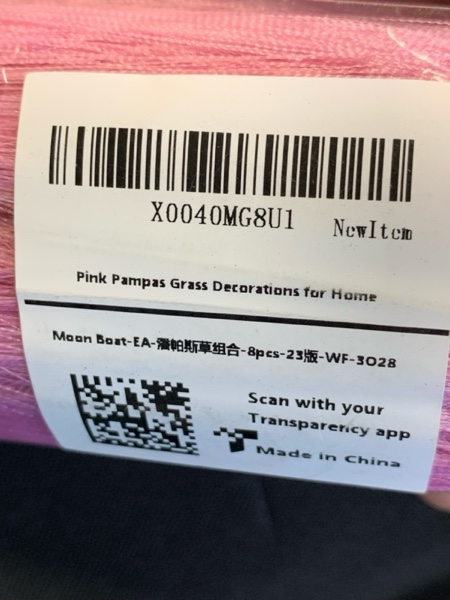 X0040MG8U1
NewItem
Pink Pampas Grass Decorations for Home
Moon Boat-EA-潘帕斯草组合-8pcs-23版-WF-3028
Scan with your
Transparency app
Made in China